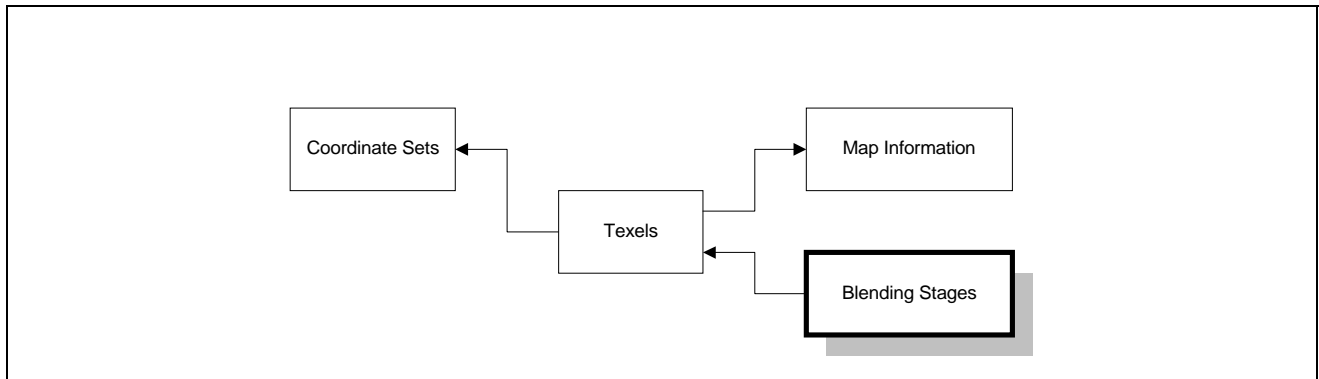 Coordinate Sets
Map Information
Texels
Blending Stages